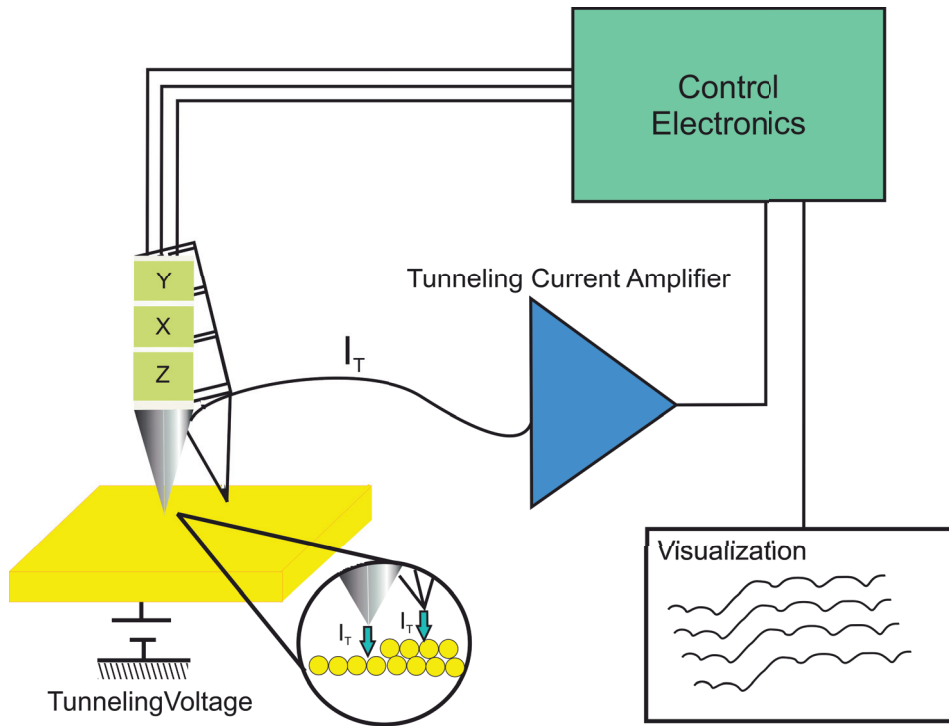 Control
Electronics
Y
X
Z
Tunneling Current Amplifier
I_T
Visualization
I_T
I_T
TunnelingVoltage